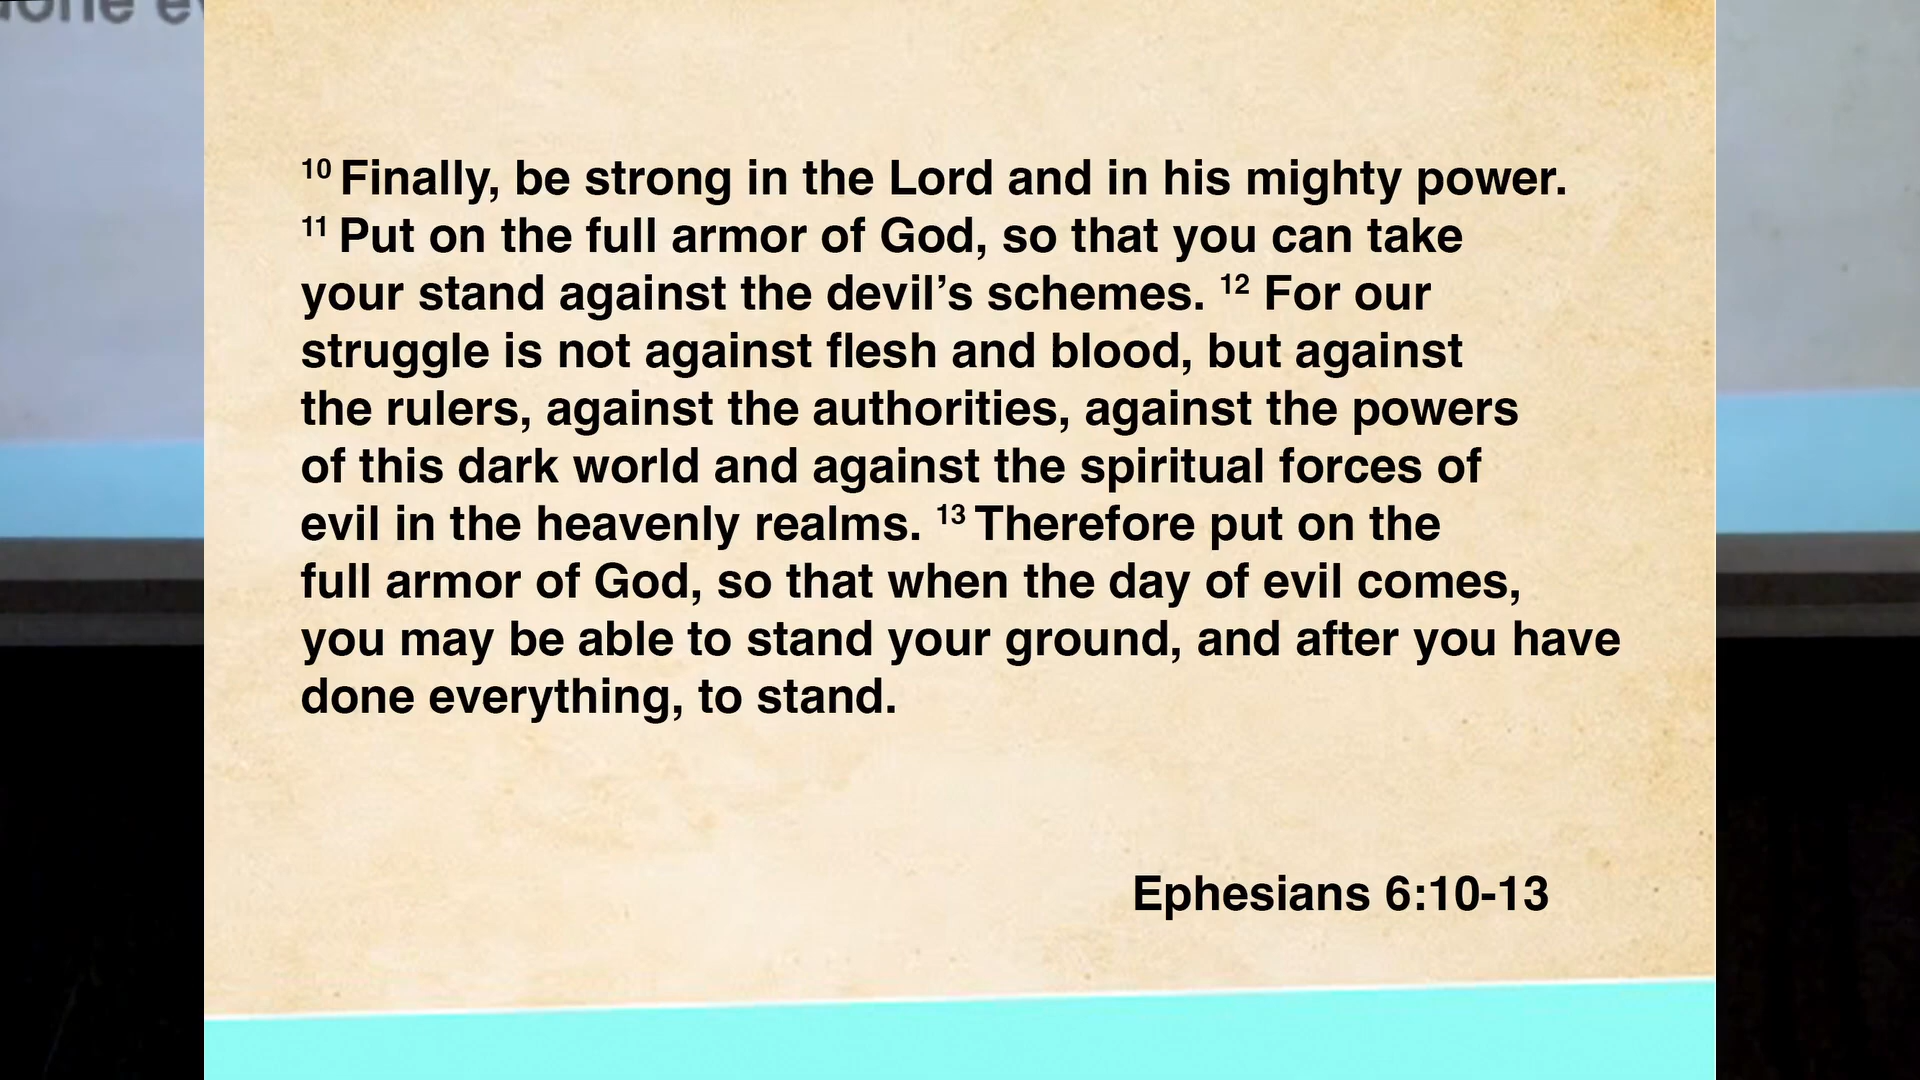 done ev
10 Finally, be strong in the Lord and in his mighty power.
11 Put on the full armor of God, so that you can take
your stand against the devil’s schemes. 12 For our
struggle is not against flesh and blood, but against
the rulers, against the authorities, against the powers
of this dark world and against the spiritual forces of
evil in the heavenly realms. 13 Therefore put on the
full armor of God, so that when the day of evil comes,
you may be able to stand your ground, and after you have
done everything, to stand.
Ephesians 6:10-13